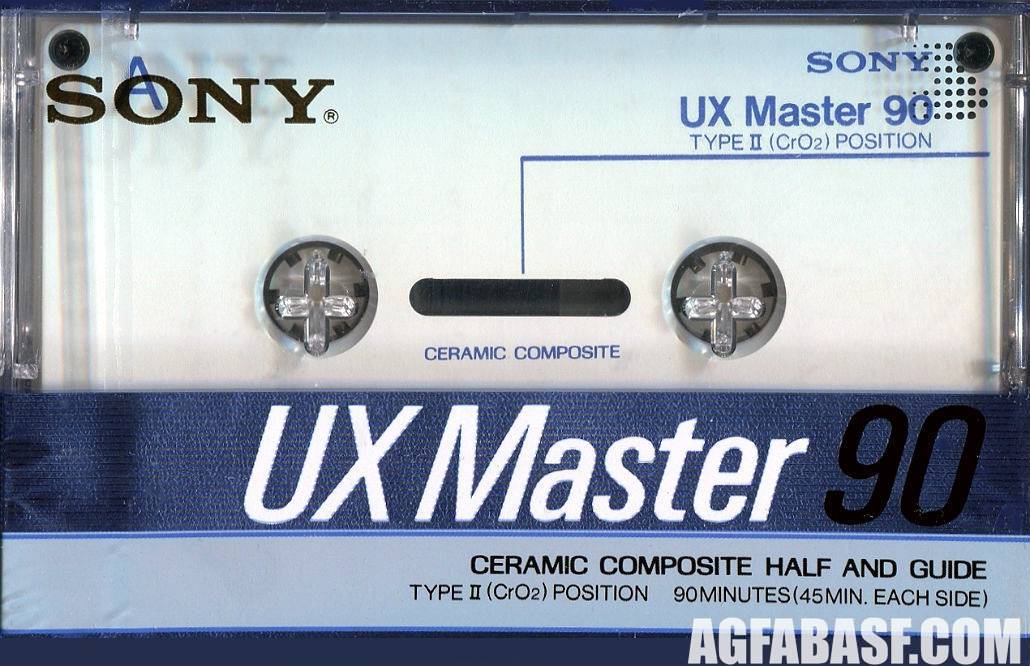 A
SONY®
SONY
UX Master 90
TYPE II (CrO2) POSITION
CERAMIC COMPOSITE
UX Master 90
CERAMIC COMPOSITE HALF AND GUIDE
TYPE II (CrO2) POSITION 90MINUTES(45MIN. EACH SIDE)
AGFABASF.COM